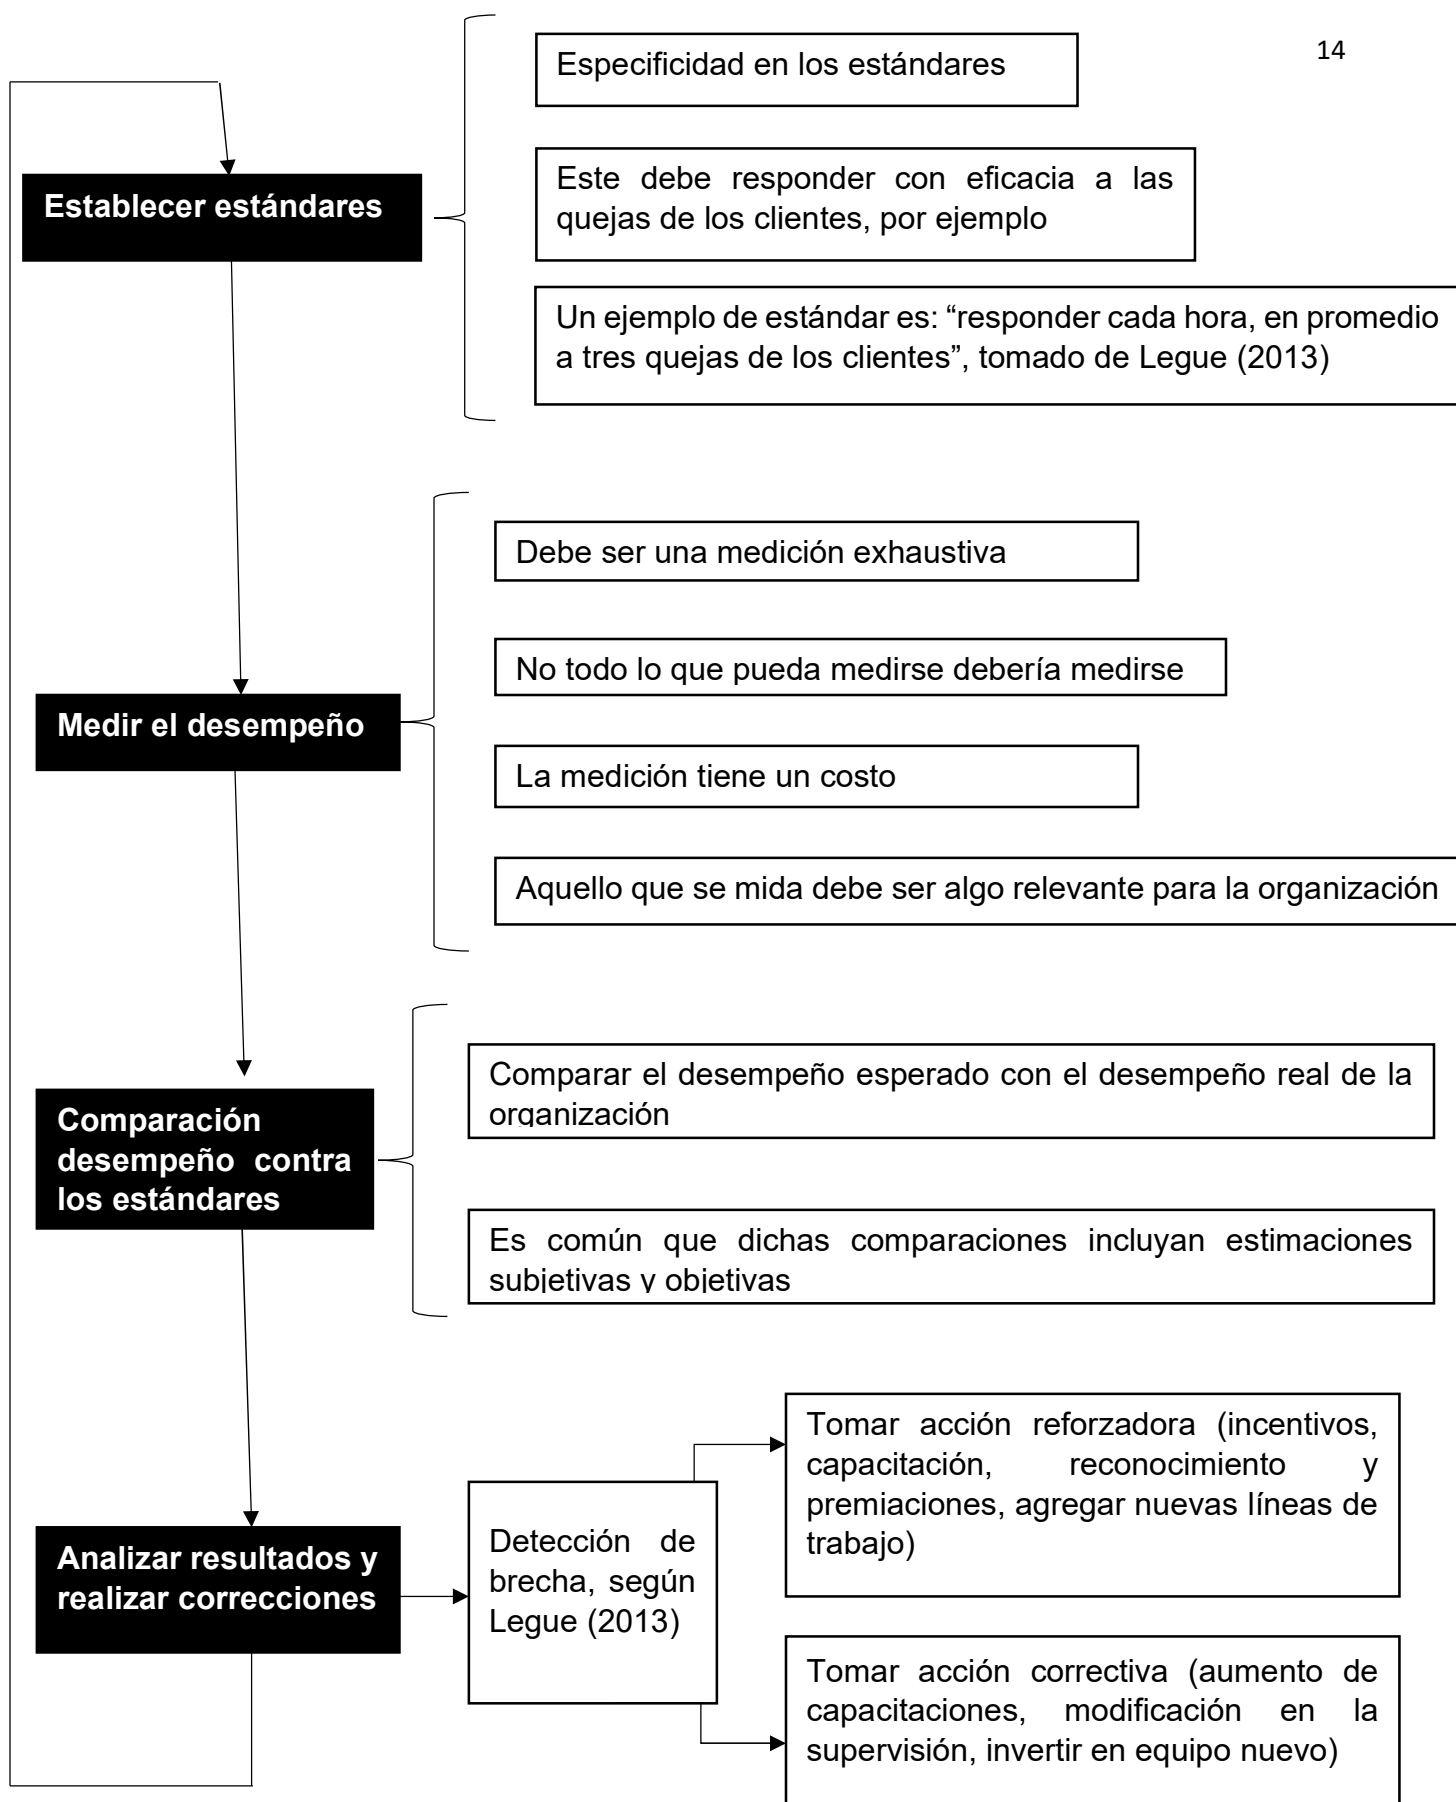 14
Establecer estándares
Especificidad en los estándares
Este debe responder con eficacia a las
quejas de los clientes, por ejemplo
Un ejemplo de estándar es: “responder cada hora, en promedio
a tres quejas de los clientes”, tomado de Legue (2013)
Medir el desempeño
Debe ser una medición exhaustiva
No todo lo que pueda medirse debería medirse
La medición tiene un costo
Aquello que se mida debe ser algo relevante para la organización
Comparación
desempeño contra
los estándares
Comparar el desempeño esperado con el desempeño real de la
organización
Es común que dichas comparaciones incluyan estimaciones
subjetivas y objetivas
Analizar resultados y
realizar correcciones
Detección de
brecha, según
Legue (2013)
Tomar acción reforzadora (incentivos,
capacitación, reconocimiento y
premiaciones, agregar nuevas líneas de
trabajo)
Tomar acción correctiva (aumento de
capacitaciones, modificación en la
supervisión, invertir en equipo nuevo)